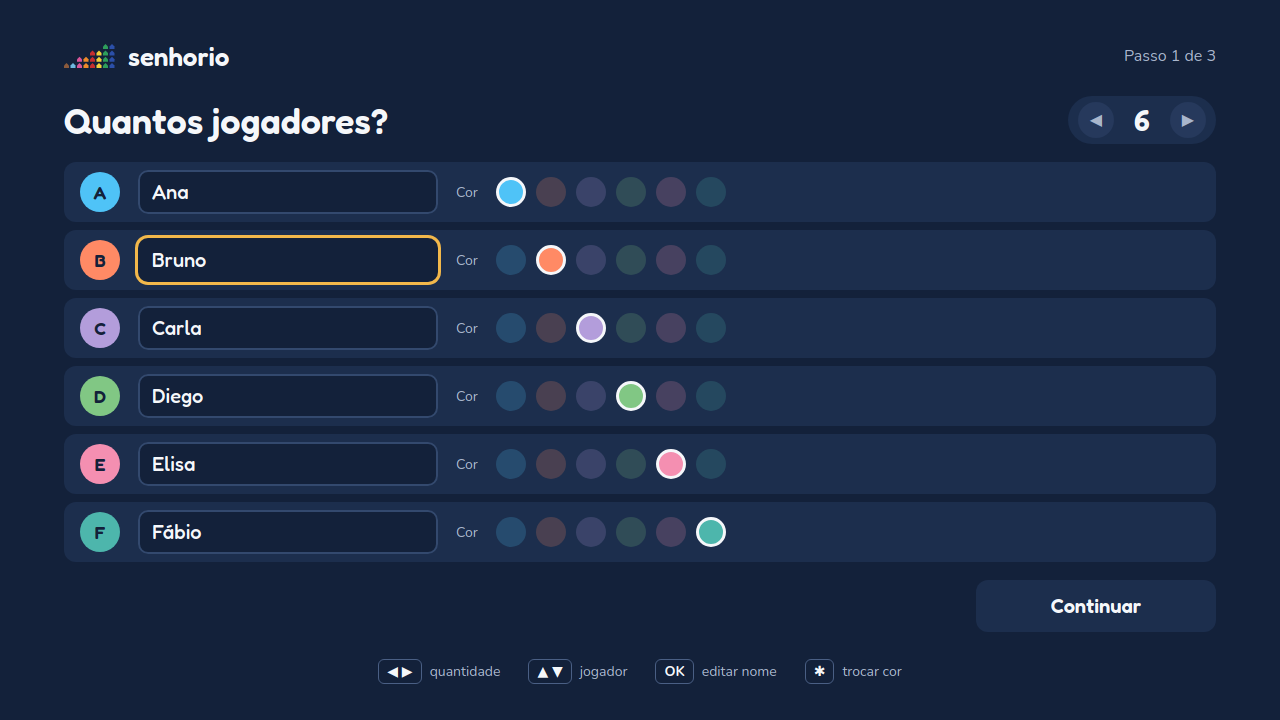 senhorio
Passo 1 de 3
Quantos jogadores?
◀ 6 ▶
A Ana Cor
B Bruno Cor
C Carla Cor
D Diego Cor
E Elisa Cor
F Fábio Cor
Continuar
◀ ▶ quantidade ▲ ▼ jogador OK editar nome ✱ trocar cor